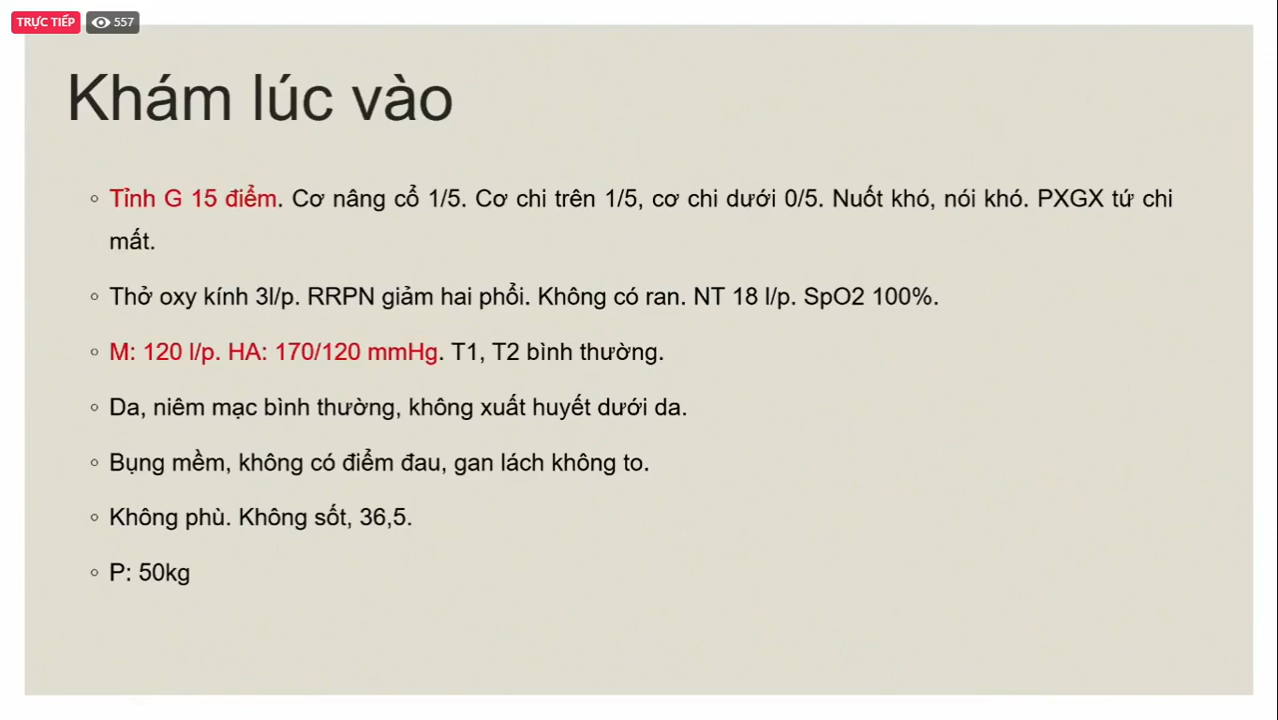 TRỰC TIẾP 557
Khám lúc vào
◦ Tỉnh G 15 điểm. Cơ nâng cổ 1/5. Cơ chi trên 1/5, cơ chi dưới 0/5. Nuốt khó, nói khó. PXGX tứ chi
mất.
◦ Thở oxy kính 3l/p. RRPN giảm hai phổi. Không có ran. NT 18 l/p. SpO2 100%.
◦ M: 120 l/p. HA: 170/120 mmHg. T1, T2 bình thường.
◦ Da, niêm mạc bình thường, không xuất huyết dưới da.
◦ Bụng mềm, không có điểm đau, gan lách không to.
◦ Không phù. Không sốt, 36,5.
◦ P: 50kg